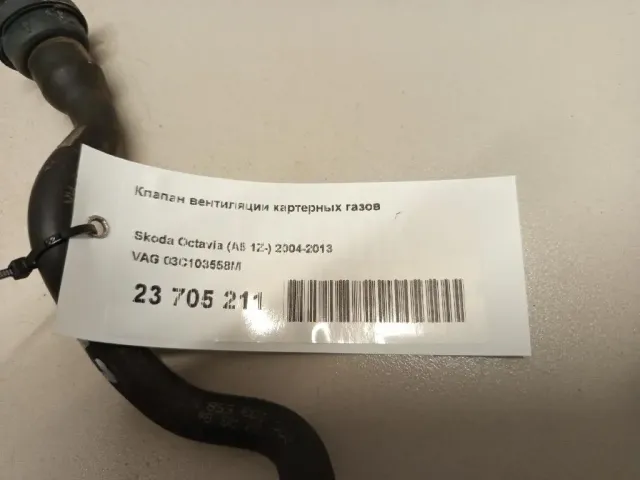 Клапан вентиляции картерных газов
Skoda Octavia (A5 1Z-) 2004-2013
VAG 03C103558M
23 705 211